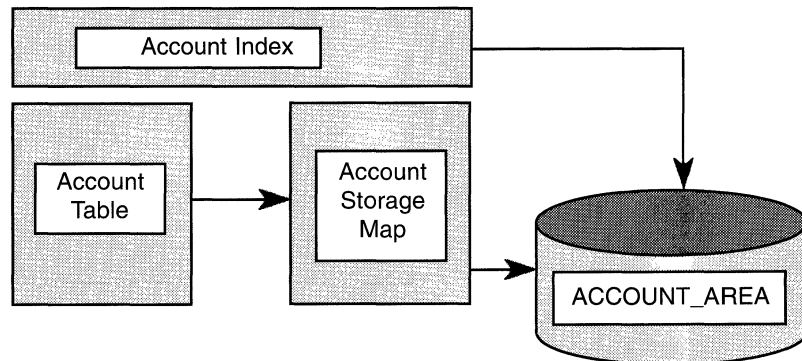 Account Index
Account
Table
Account
Storage
Map
ACCOUNT_AREA